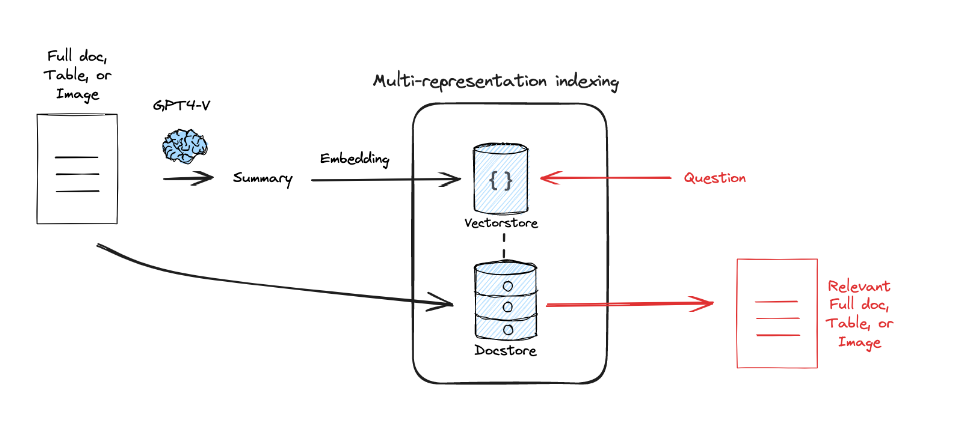 Full doc,
Table, or
Image
GPT4-V
Summary
Embedding
Multi-representation indexing
{ }
Vectorstore
Question
Docstore
Relevant
Full doc,
Table, or
Image